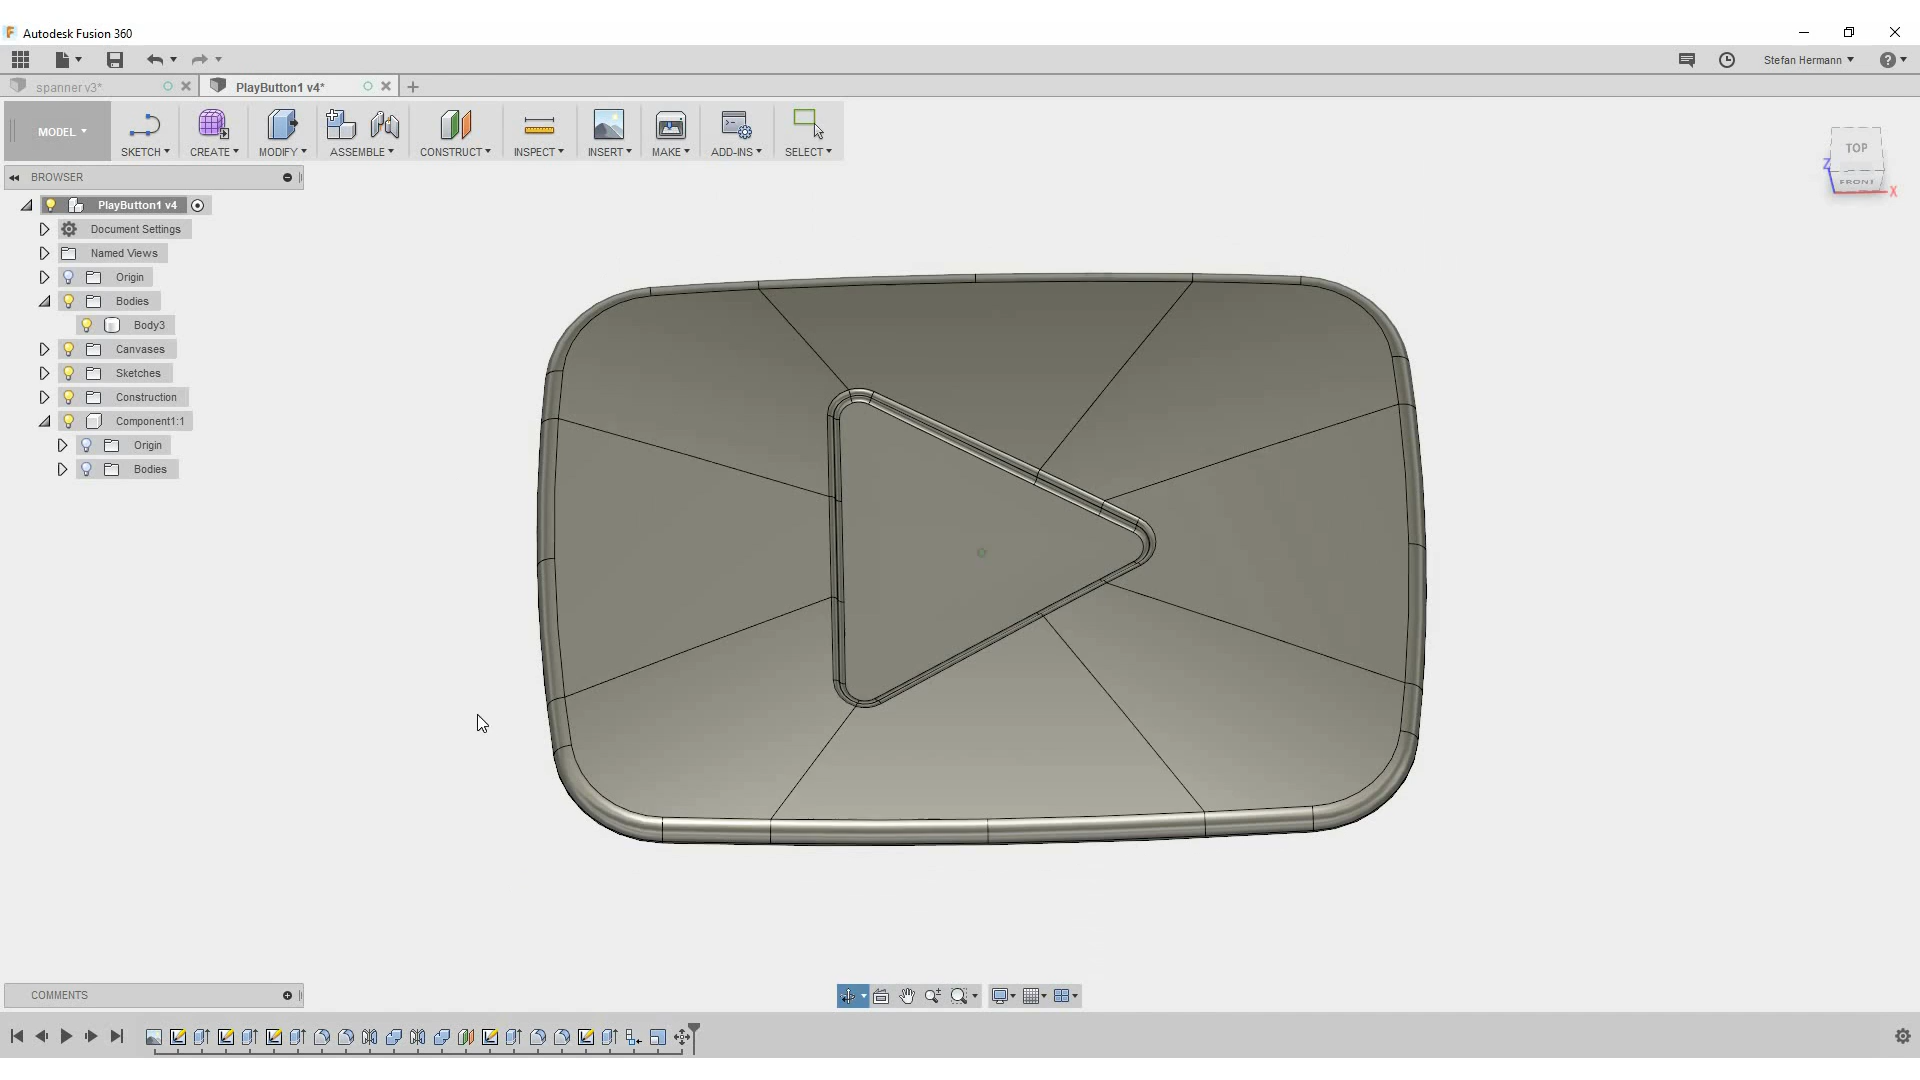 Autodesk Fusion 360
Stefan Hermann
spanner v3*
PlayButton1 v4*
MODEL
SKETCH
CREATE
MODIFY
ASSEMBLE
CONSTRUCT
INSPECT
INSERT
MAKE
ADD-INS
SELECT
TOP
FRONT
Z
X
BROWSER
PlayButton1 v4
Document Settings
Named Views
Origin
Bodies
Body3
Canvases
Sketches
Construction
Component1:1
Origin
Bodies
COMMENTS